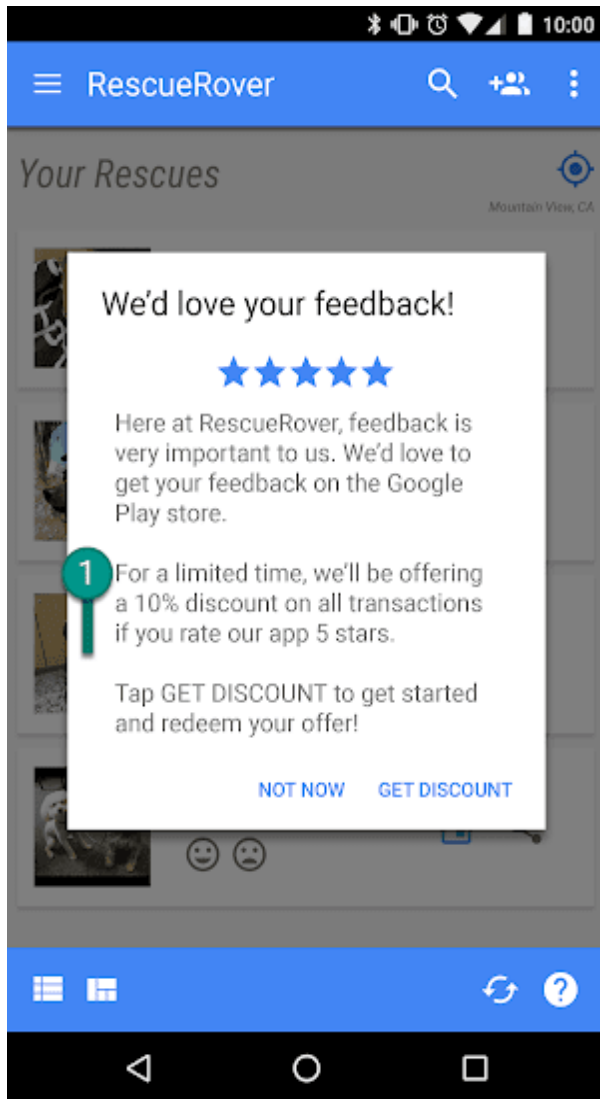 10:00
RescueRover
Your Rescues
Mountain View, CA
We'd love your feedback!
Here at RescueRover, feedback is
very important to us. We'd love to
get your feedback on the Google
Play store.
1
For a limited time, we'll be offering
a 10% discount on all transactions
if you rate our app 5 stars.
Tap GET DISCOUNT to get started
and redeem your offer!
NOT NOW GET DISCOUNT
?